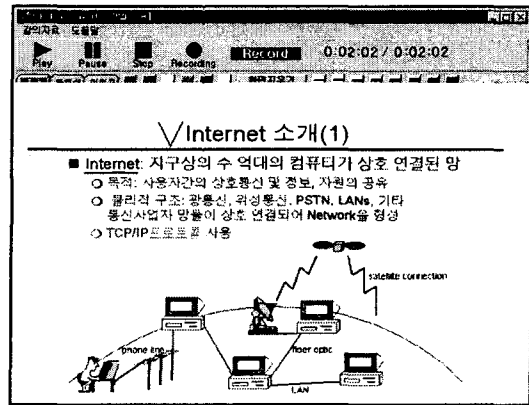 강의자료 도움말
Play Pause Stop Recording Record 0:02:02 / 0:02:02
Internet 소개(1)
■ Internet: 지구상의 수 억대의 컴퓨터가 상호 연결된 망
○ 목적: 사용자간의 상호통신 및 정보, 자원의 공유
○ 물리적 구조: 광통신, 위성통신, PSTN, LANs, 기타
통신사업자 망들이 상호 연결되어 Network을 형성
○ TCP/IP프로토콜 사용
satellite connection
phone line
fiber optic
LAN